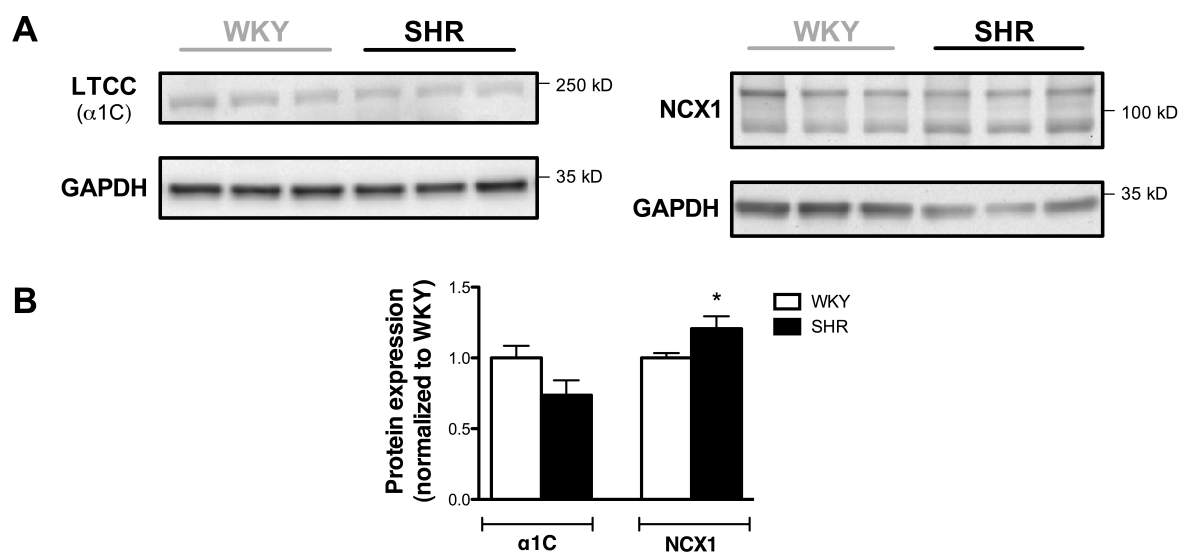 A
WKY SHR
LTCC
(α1C)
250 kD
GAPDH
35 kD
WKY SHR
NCX1
100 kD
GAPDH
35 kD
B
Protein expression
(normalized to WKY)
1.5
1.0
0.5
0.0
*
WKY
SHR
α1C NCX1